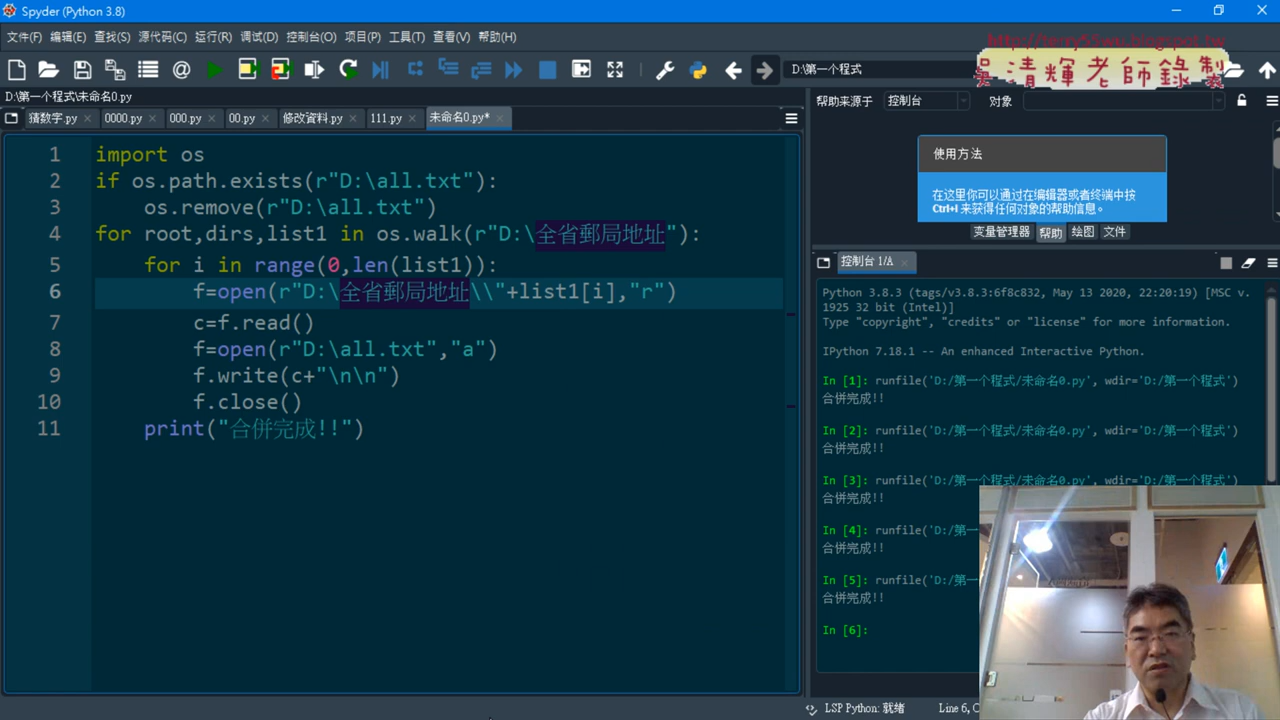 Spyder (Python 3.8)
文件(F) 编辑(E) 查找(S) 源代码(C) 运行(R) 调试(D) 控制台(O) 项目(P) 工具(T) 查看(V) 帮助(H)
http://terry55wu.blogspot.tw
D:\第一个程式
吳清輝老師錄製
D:\第一个程式\未命名0.py
帮助来源于 控制台 对象
猜数字.py 0000.py 000.py 00.py 修改資料.py 111.py 未命名0.py*
1 import os
2 if os.path.exists(r"D:\all.txt"):
3 os.remove(r"D:\all.txt")
4 for root,dirs,list1 in os.walk(r"D:\全省郵局地址"):
5 for i in range(0,len(list1)):
6 f=open(r"D:\全省郵局地址\\"+list1[i],"r")
7 c=f.read()
8 f=open(r"D:\all.txt","a")
9 f.write(c+"\n\n")
10 f.close()
11 print("合併完成!!")
使用方法
在这里你可以通过在编辑器或者终端中按
Ctrl+I 来获得任何对象的帮助信息。
变量管理器 帮助 绘图 文件
控制台 1/A
Python 3.8.3 (tags/v3.8.3:6f8c832, May 13 2020, 22:20:19) [MSC v.
1925 32 bit (Intel)]
Type "copyright", "credits" or "license" for more information.
IPython 7.18.1 -- An enhanced Interactive Python.
In [1]: runfile('D:/第一个程式/未命名0.py', wdir='D:/第一个程式')
合併完成!!
In [2]: runfile('D:/第一个程式/未命名0.py', wdir='D:/第一个程式')
合併完成!!
In [3]: runfile('D:/第一个程式/未命名0.py', wdir='D:/第一个程式')
合併完成!!
In [4]: runfile('D:/第一
合併完成!!
In [5]: runfile('D:/第一
合併完成!!
In [6]:
LSP Python: 就绪 Line 6, C